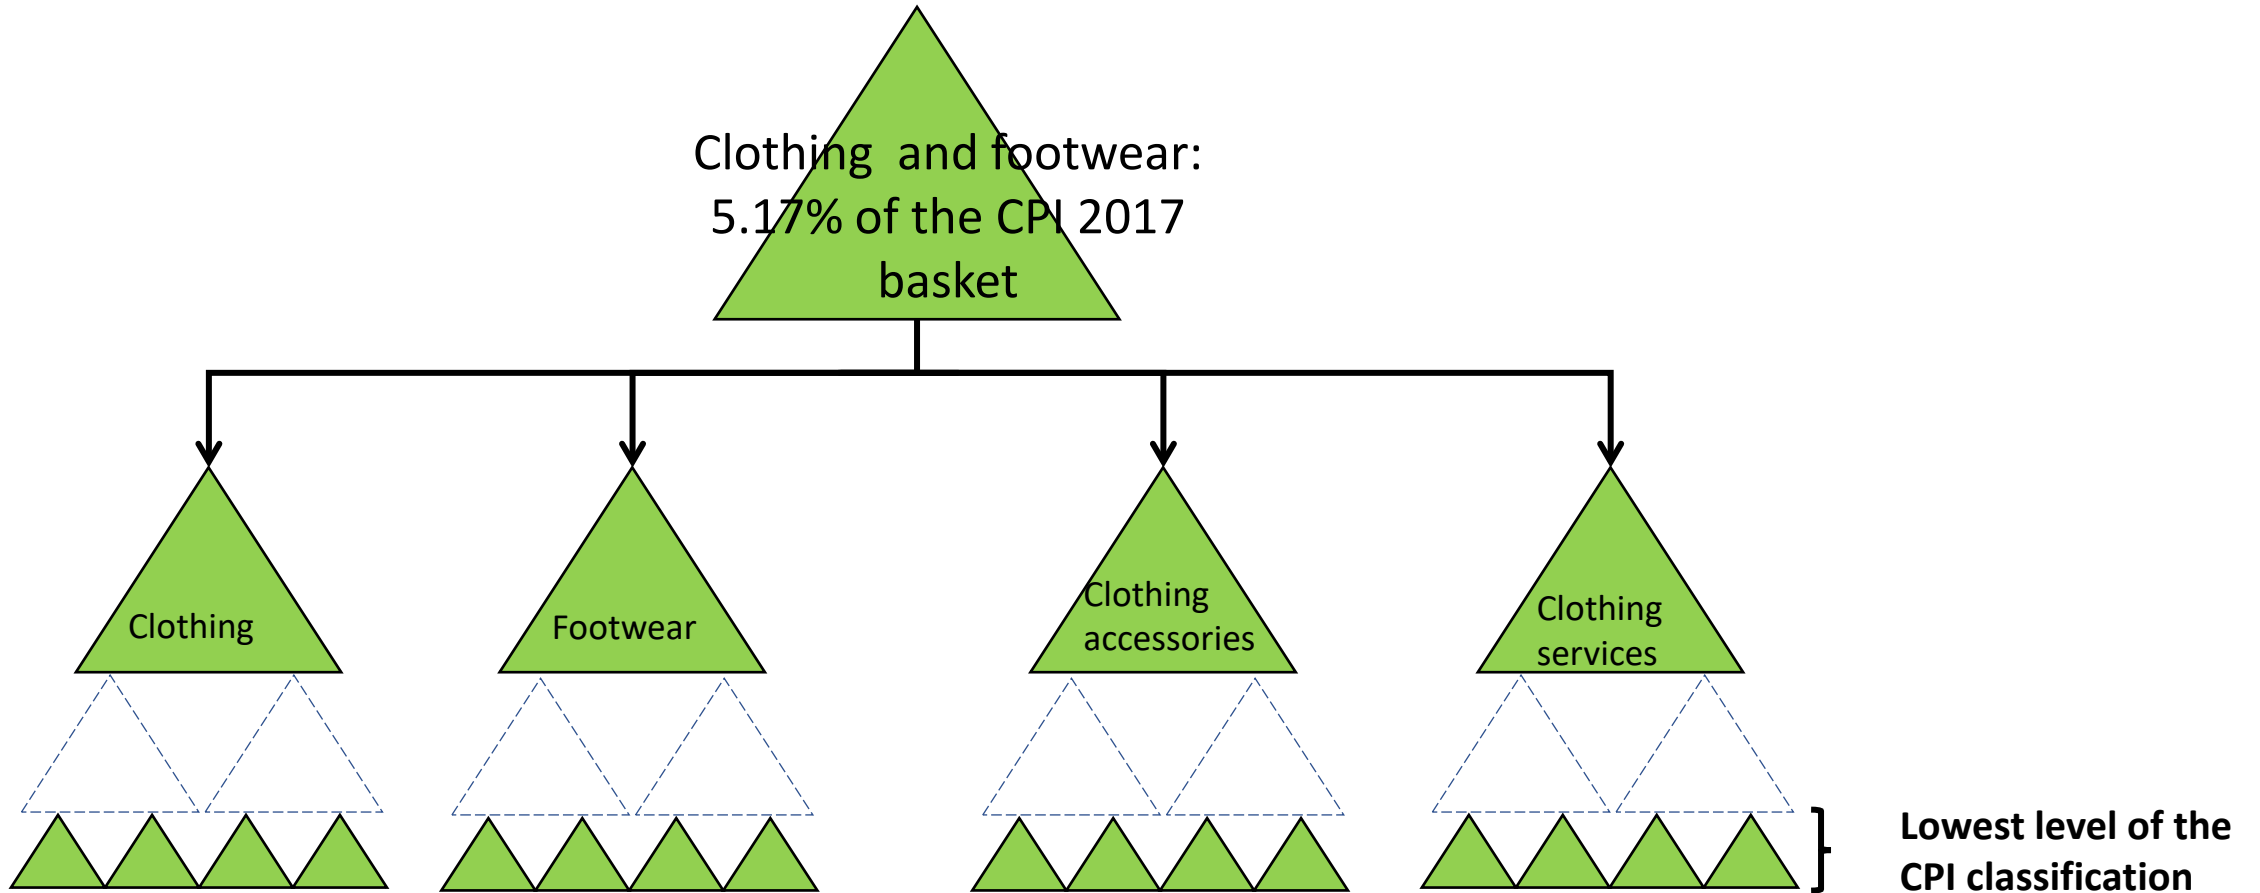 Clothing and footwear:
5.17% of the CPI 2017
basket
Clothing
Footwear
Clothing
accessories
Clothing
services
Lowest level of the
CPI classification